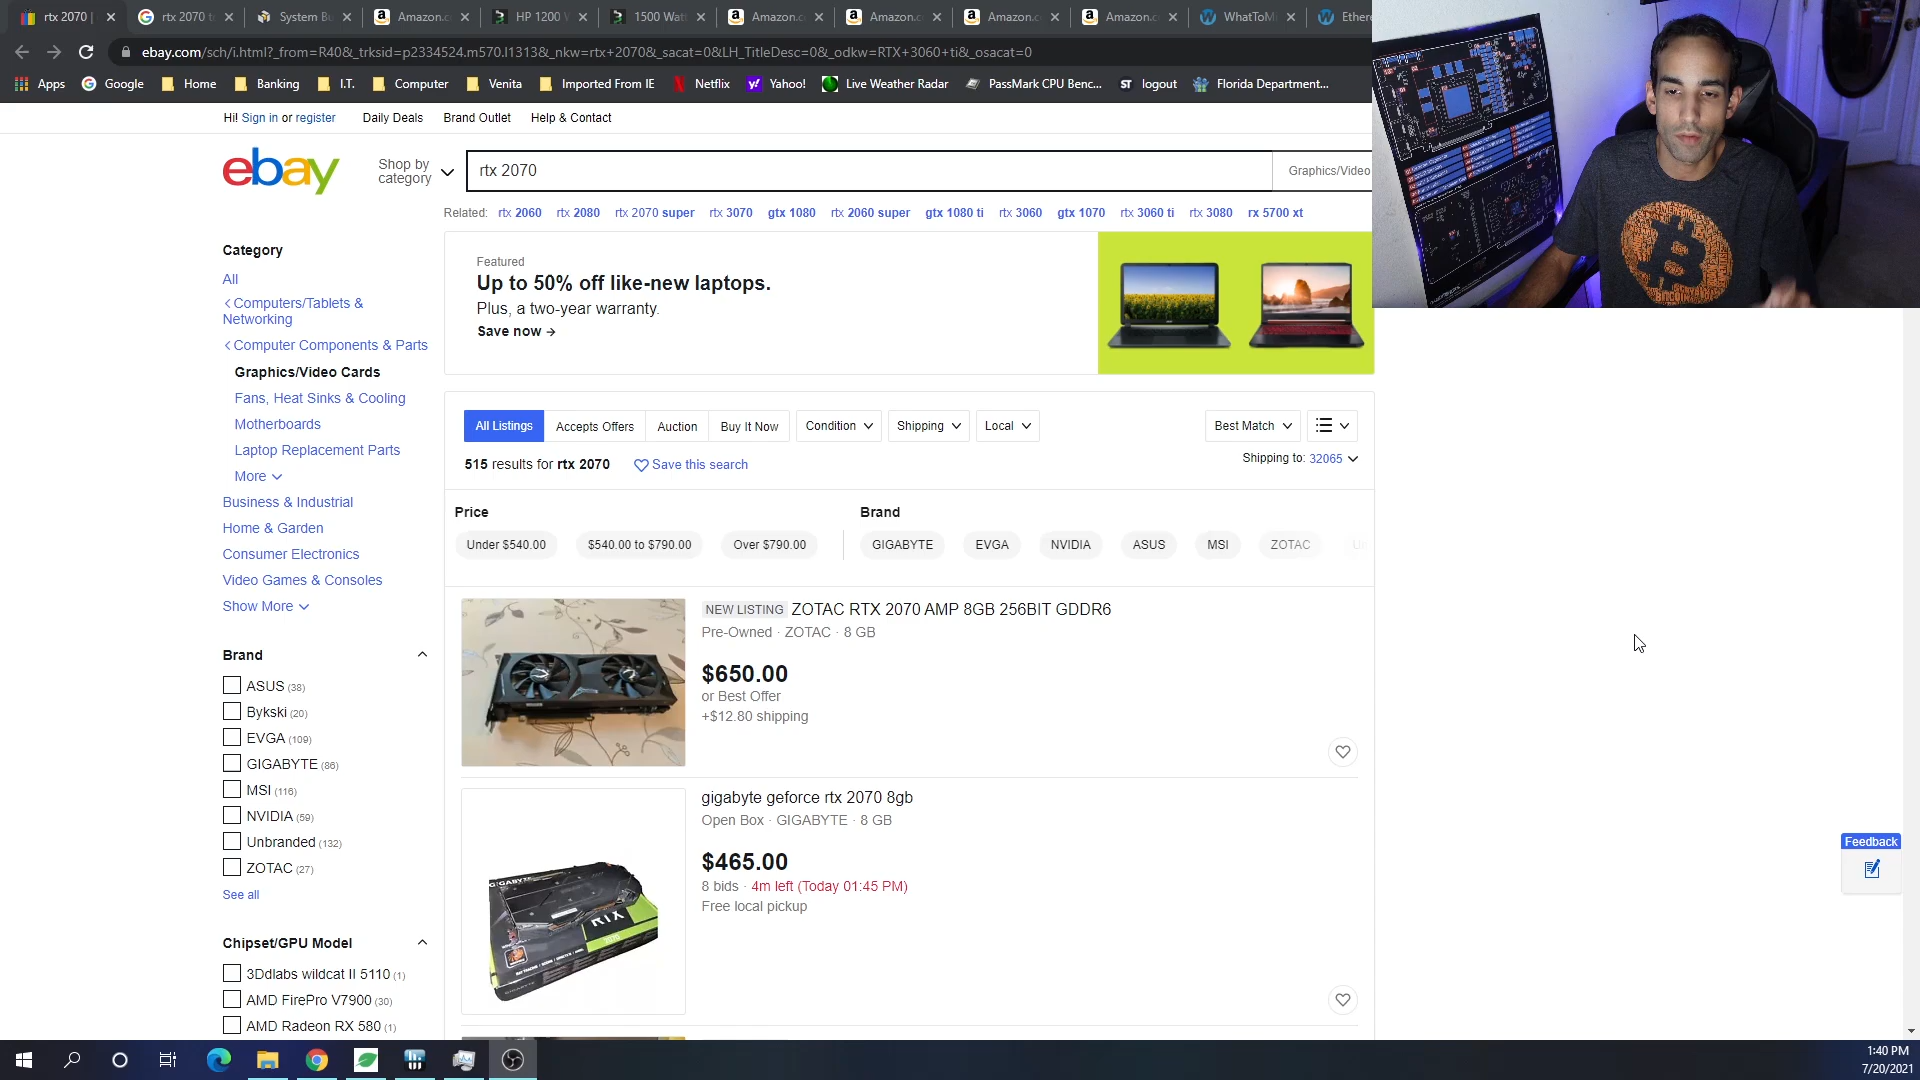 rtx 2070 |
rtx 2070 t
System Bu
Amazon.c
HP 1200 W
1500 Wat
Amazon.c
Amazon.c
Amazon.c
Amazon.c
WhatToMi
Ether
ebay.com/sch/i.html?_from=R40&_trksid=p2334524.m570.l1313&_nkw=rtx+2070&_sacat=0&LH_TitleDesc=0&_odkw=RTX+3060+ti&_osacat=0
Apps Google Home Banking I.T. Computer Venita Imported From IE Netflix Yahoo! Live Weather Radar PassMark CPU Benc... ST logout Florida Department...
Hi! Sign in or register Daily Deals Brand Outlet Help & Contact
ebay
Shop by
category
rtx 2070
Graphics/Video
Related: rtx 2060 rtx 2080 rtx 2070 super rtx 3070 gtx 1080 rtx 2060 super gtx 1080 ti rtx 3060 gtx 1070 rtx 3060 ti rtx 3080 rx 5700 xt
Category
All
Computers/Tablets &
Networking
Computer Components & Parts
Graphics/Video Cards
Fans, Heat Sinks & Cooling
Motherboards
Laptop Replacement Parts
More
Business & Industrial
Home & Garden
Consumer Electronics
Video Games & Consoles
Show More
Brand
ASUS (38)
Bykski (20)
EVGA (109)
GIGABYTE (86)
MSI (116)
NVIDIA (59)
Unbranded (132)
ZOTAC (27)
See all
Chipset/GPU Model
3Ddlabs wildcat II 5110 (1)
AMD FirePro V7900 (30)
AMD Radeon RX 580 (1)
Featured
Up to 50% off like-new laptops.
Plus, a two-year warranty.
Save now →
All Listings Accepts Offers Auction Buy It Now Condition Shipping Local Best Match
515 results for rtx 2070 Save this search
Shipping to: 32065
Price
Under $540.00 $540.00 to $790.00 Over $790.00
Brand
GIGABYTE EVGA NVIDIA ASUS MSI ZOTAC Un
NEW LISTING ZOTAC RTX 2070 AMP 8GB 256BIT GDDR6
Pre-Owned · ZOTAC · 8 GB
$650.00
or Best Offer
+$12.80 shipping
gigabyte geforce rtx 2070 8gb
Open Box · GIGABYTE · 8 GB
$465.00
8 bids · 4m left (Today 01:45 PM)
Free local pickup
GIGABYTE
RTX
Feedback
1:40 PM
7/20/2021